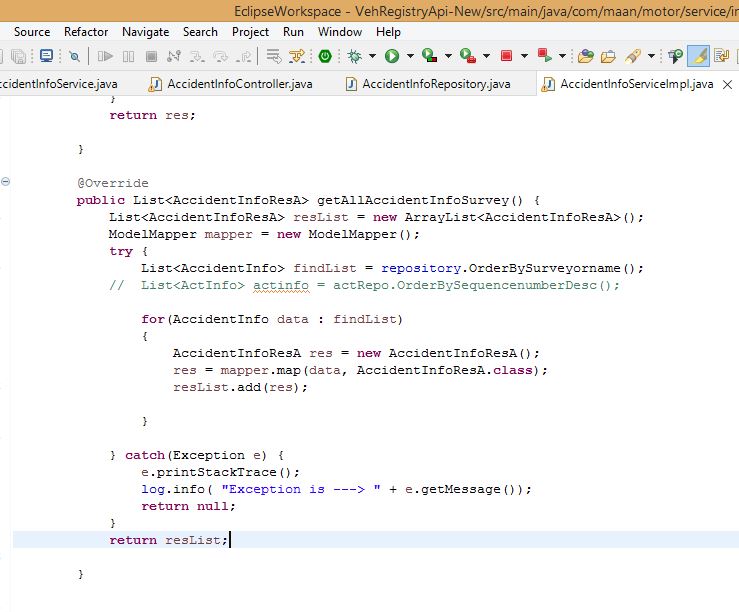 EclipseWorkspace - VehRegistryApi-New/src/main/java/com/maan/motor/service/
Source Refactor Navigate Search Project Run Window Help
ccidentInfoService.java AccidentInfoController.java AccidentInfoRepository.java AccidentInfoServiceImpl.java
}
return res;
}
@Override
public List<AccidentInfoResA> getAllAccidentInfoSurvey() {
List<AccidentInfoResA> resList = new ArrayList<AccidentInfoResA>();
ModelMapper mapper = new ModelMapper();
try {
List<AccidentInfo> findList = repository.OrderBySurveyorname();
// List<ActInfo> actinfo = actRepo.OrderBySequencenumberDesc();
for(AccidentInfo data : findList)
{
AccidentInfoResA res = new AccidentInfoResA();
res = mapper.map(data, AccidentInfoResA.class);
resList.add(res);
}
} catch(Exception e) {
e.printStackTrace();
log.info( "Exception is ---> " + e.getMessage());
return null;
}
return resList;
}